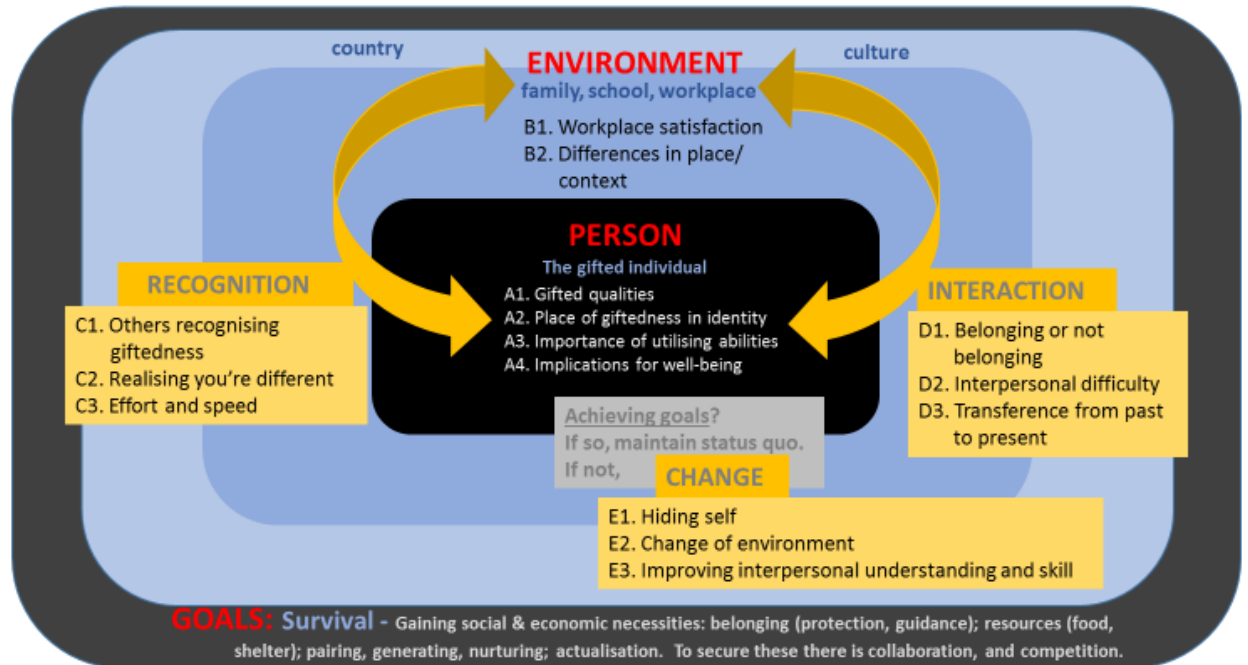 country
culture
ENVIRONMENT
family, school, workplace
B1. Workplace satisfaction
B2. Differences in place/
context
PERSON
The gifted individual
A1. Gifted qualities
A2. Place of giftedness in identity
A3. Importance of utilising abilities
A4. Implications for well-being
RECOGNITION
C1. Others recognising
giftedness
C2. Realising you're different
C3. Effort and speed
INTERACTION
D1. Belonging or not
belonging
D2. Interpersonal difficulty
D3. Transference from past
to present
Achieving goals?
If so, maintain status quo.
If not,
CHANGE
E1. Hiding self
E2. Change of environment
E3. Improving interpersonal understanding and skill
GOALS: Survival - Gaining social & economic necessities: belonging (protection, guidance); resources (food,
shelter); pairing, generating, nurturing; actualisation. To secure these there is collaboration, and competition.